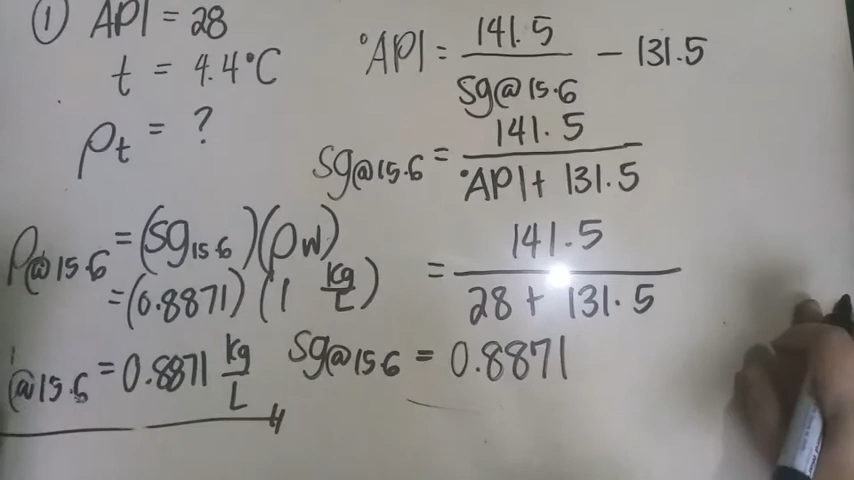 ① API = 28
t = 4.4°C
ρt = ?
°API = 141.5 / Sg@15.6 − 131.5
Sg@15.6 = 141.5 / °API + 131.5
= 141.5 / 28 + 131.5
Sg@15.6 = 0.8871
ρ@15.6 = (Sg15.6)(ρw)
= (0.8871) (1 kg/L)
@15.6 = 0.8871 kg/L